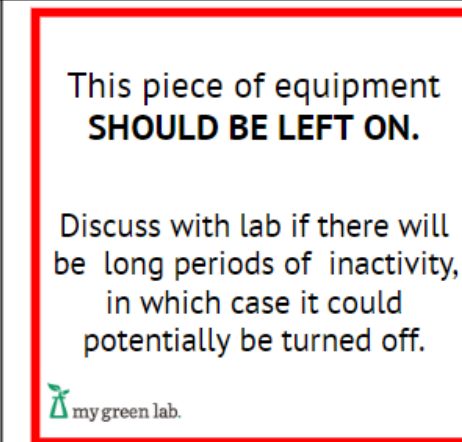 This piece of equipment
SHOULD BE LEFT ON.
Discuss with lab if there will
be long periods of inactivity,
in which case it could
potentially be turned off.
my green lab.